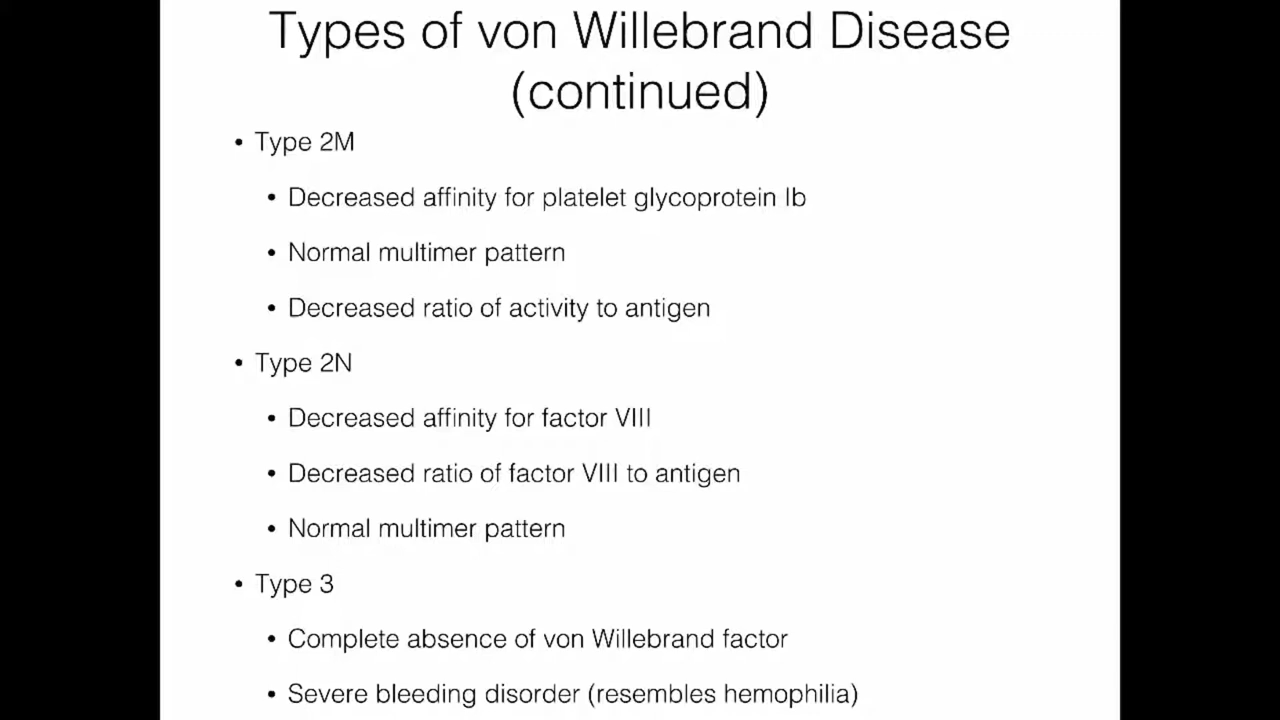 Types of von Willebrand Disease
(continued)
• Type 2M
• Decreased affinity for platelet glycoprotein Ib
• Normal multimer pattern
• Decreased ratio of activity to antigen
• Type 2N
• Decreased affinity for factor VIII
• Decreased ratio of factor VIII to antigen
• Normal multimer pattern
• Type 3
• Complete absence of von Willebrand factor
• Severe bleeding disorder (resembles hemophilia)